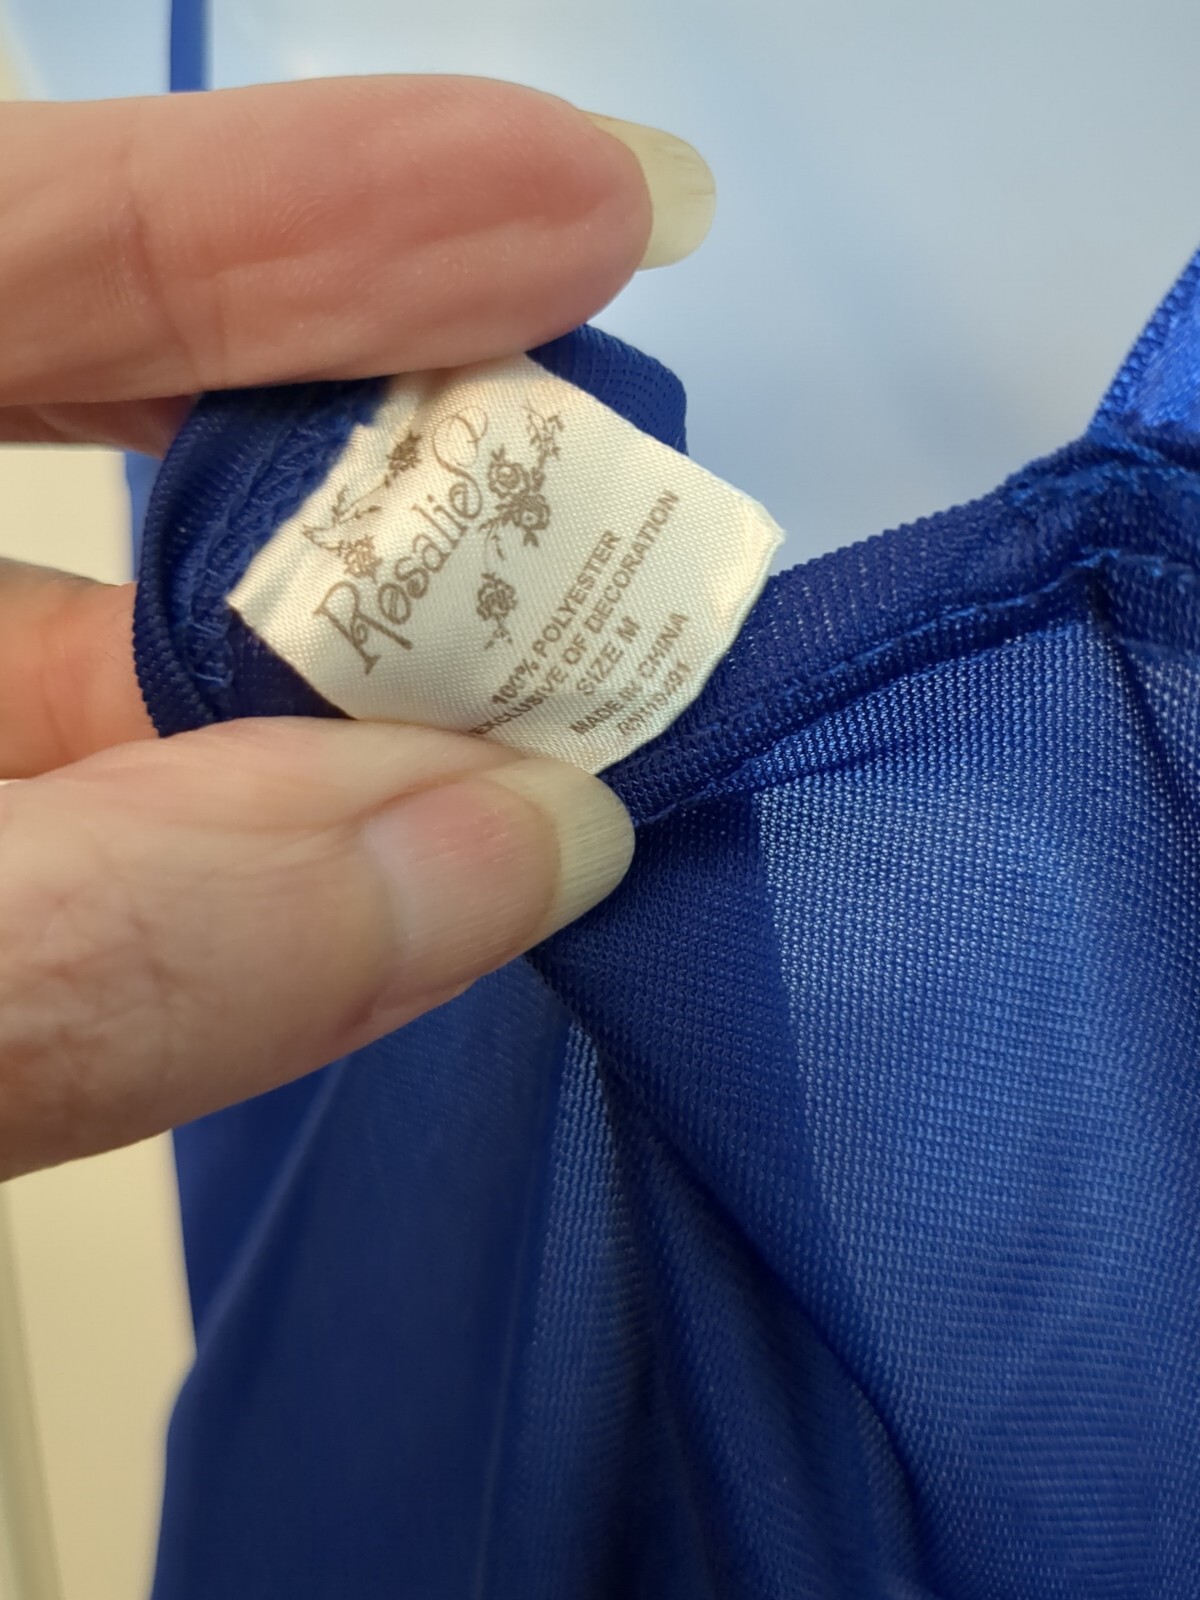 Rosalie
100% POLYESTER
EXCLUSIVE OF DECORATION
SIZE M
MADE IN CHINA